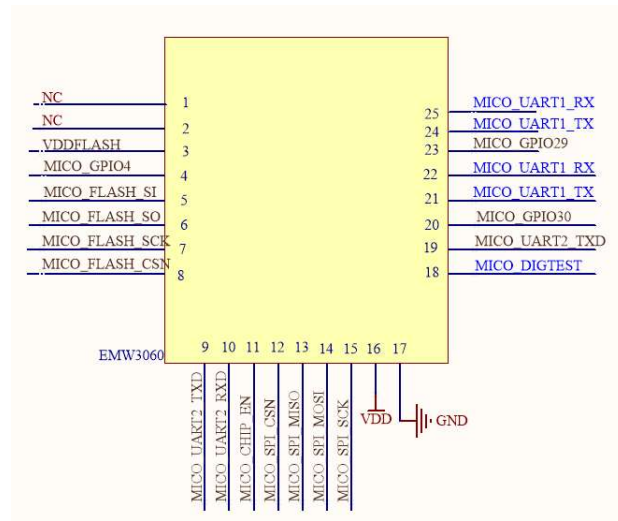 NC
1
NC
2
VDDFLASH
3
MICO_GPIO4
4
MICO_FLASH_SI
5
MICO_FLASH_SO
6
MICO_FLASH_SCK
7
MICO_FLASH_CSN
8
MICO_UART1_RX
25
MICO_UART1_TX
24
MICO_GPIO29
23
MICO_UART1_RX
22
MICO_UART1_TX
21
MICO_GPIO30
20
MICO_UART2_TXD
19
MICO_DIGTEST
18
EMW3060
9 10 11 12 13 14 15 16 17
MICO_UART2_TXD
MICO_UART2_RXD
MICO_CHIP_EN
MICO_SPI_CSN
MICO_SPI_MISO
MICO_SPI_MOSI
MICO_SPI_SCK
VDD
GND